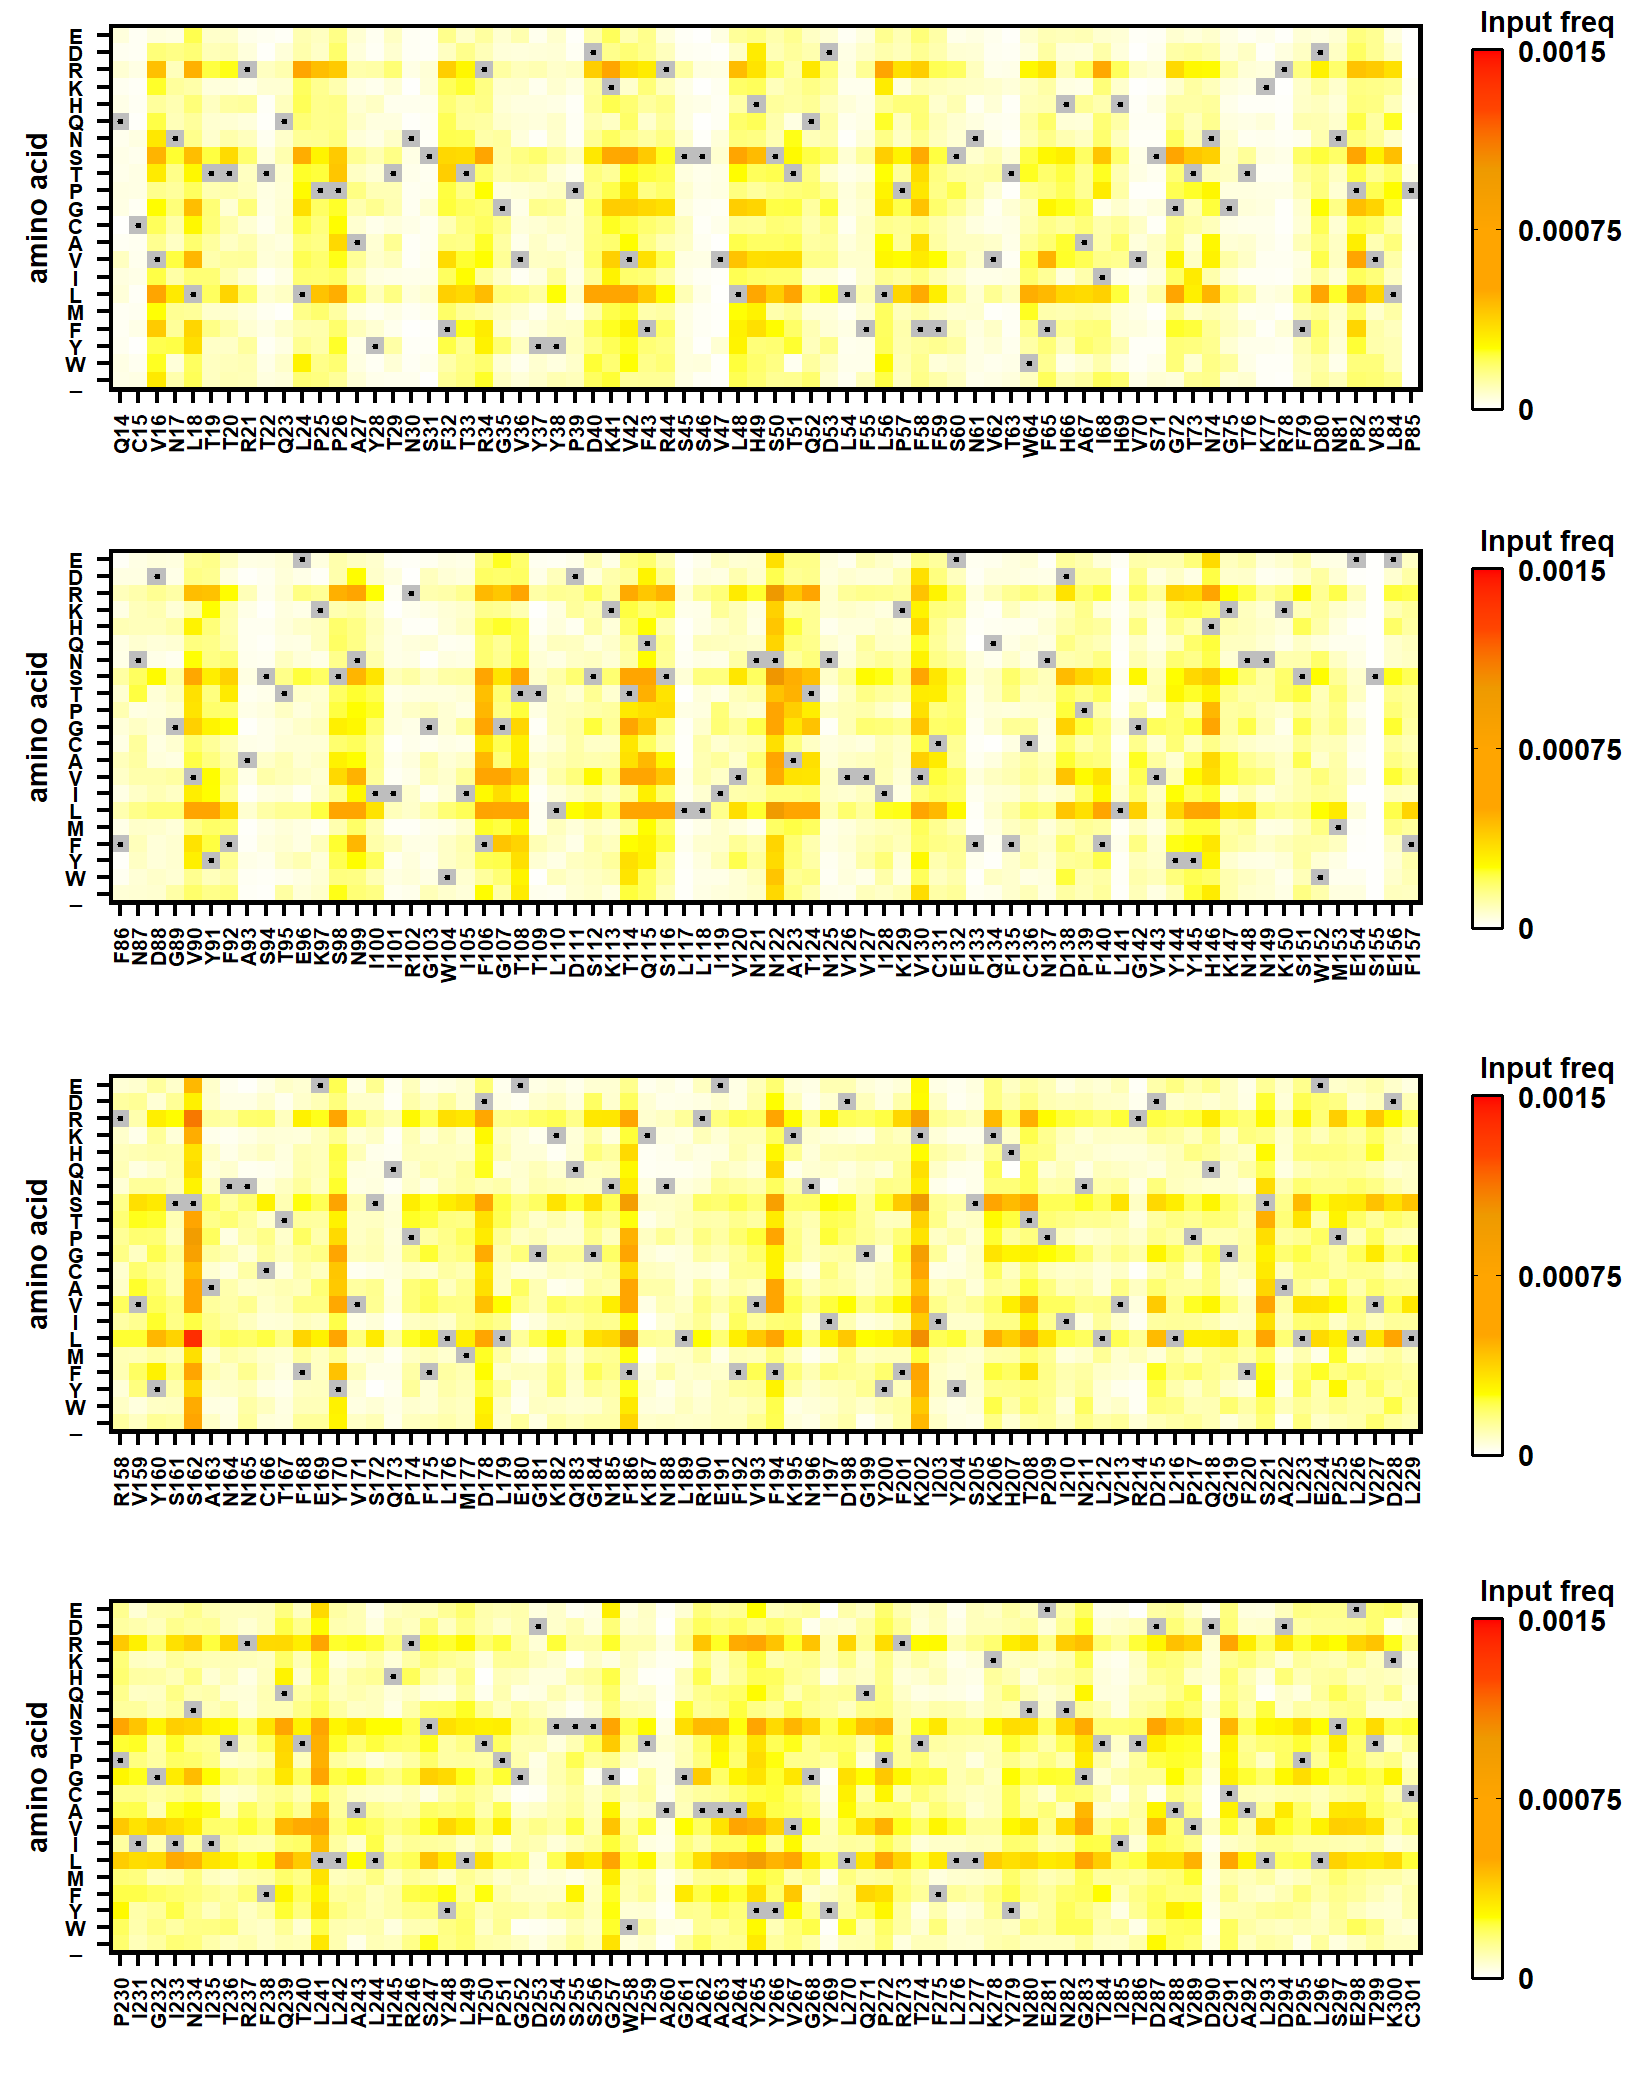 Input freq
0.0015
0.00075
0
amino acid
E
D
R
K
H
Q
N
S
T
P
G
C
A
V
I
L
M
F
Y
W
_
Q14 C15 V16 N17 L18 T19 T20 R21 T22 Q23 L24 P25 P26 A27 Y28 T29 N30 S31 F32 T33 R34 G35 V36 Y37 Y38 P39 D40 K41 V42 F43 R44 S45 S46 V47 L48 H49 S50 T51 Q52 D53 L54 F55 L56 P57 F58 F59 S60 N61 V62 T63 W64 F65 H66 A67 I68 H69 V70 S71 G72 T73 N74 G75 T76 K77 R78 F79 D80 N81 P82 V83 L84 P85
Input freq
0.0015
0.00075
0
amino acid
E
D
R
K
H
Q
N
S
T
P
G
C
A
V
I
L
M
F
Y
W
_
F86 N87 D88 G89 V90 Y91 F92 A93 S94 T95 E96 K97 S98 N99 I100 I101 R102 G103 W104 I105 F106 G107 T108 T109 L110 D111 S112 K113 T114 Q115 S116 L117 L118 I119 V120 N121 N122 A123 T124 N125 V126 V127 I128 K129 V130 C131 E132 F133 Q134 F135 C136 N137 D138 P139 F140 L141 G142 V143 Y144 Y145 H146 K147 N148 N149 K150 S151 W152 M153 E154 S155 E156 F157
Input freq
0.0015
0.00075
0
amino acid
E
D
R
K
H
Q
N
S
T
P
G
C
A
V
I
L
M
F
Y
W
_
R158 V159 Y160 S161 S162 A163 N164 N165 C166 T167 F168 E169 Y170 V171 S172 Q173 P174 F175 L176 M177 D178 L179 E180 G181 K182 Q183 G184 N185 F186 K187 N188 L189 R190 E191 F192 V193 F194 K195 N196 I197 D198 G199 Y200 F201 K202 I203 Y204 S205 K206 H207 T208 P209 I210 N211 L212 V213 R214 D215 L216 P217 Q218 G219 F220 S221 A222 L223 E224 P225 L226 V227 D228 L229
Input freq
0.0015
0.00075
0
amino acid
E
D
R
K
H
Q
N
S
T
P
G
C
A
V
I
L
M
F
Y
W
_
P230 I231 G232 I233 N234 I235 T236 R237 F238 Q239 T240 L241 L242 A243 L244 H245 R246 S247 Y248 L249 T250 P251 G252 D253 S254 S255 S256 G257 W258 T259 A260 G261 A262 A263 A264 Y265 Y266 V267 G268 Y269 L270 Q271 P272 R273 T274 F275 L276 L277 K278 Y279 N280 E281 N282 G283 T284 I285 T286 D287 A288 V289 D290 C291 A292 L293 D294 P295 L296 S297 E298 T299 K300 C301